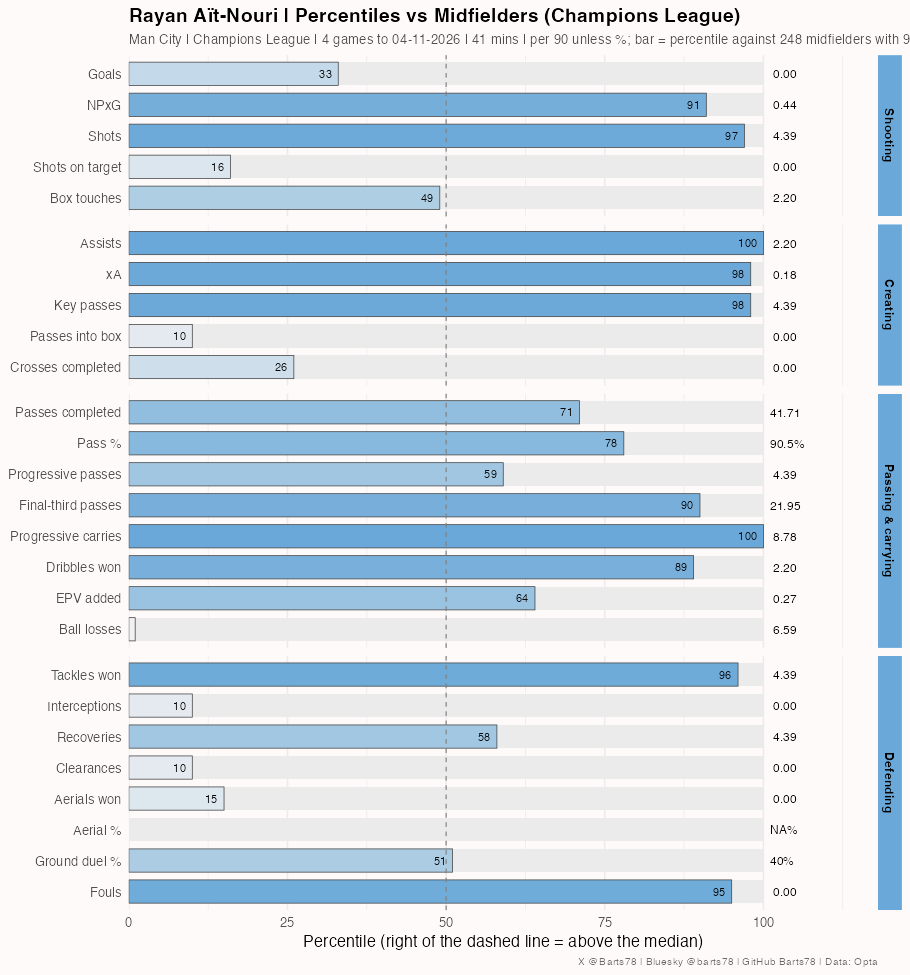 Rayan Aït-Nouri | Percentiles vs Midfielders (Champions League)
Man City | Champions League | 4 games to 04-11-2026 | 41 mins | per 90 unless %; bar = percentile against 248 midfielders with 9
Goals 33 0.00
NPxG 91 0.44
Shots 97 4.39
Shots on target 16 0.00
Box touches 49 2.20
Shooting
Assists 100 2.20
xA 98 0.18
Key passes 98 4.39
Passes into box 10 0.00
Crosses completed 26 0.00
Creating
Passes completed 71 41.71
Pass % 78 90.5%
Progressive passes 59 4.39
Final-third passes 90 21.95
Progressive carries 100 8.78
Dribbles won 89 2.20
EPV added 64 0.27
Ball losses 6.59
Passing & carrying
Tackles won 96 4.39
Interceptions 10 0.00
Recoveries 58 4.39
Clearances 10 0.00
Aerials won 15 0.00
Aerial % NA%
Ground duel % 51 40%
Fouls 95 0.00
Defending
0 25 50 75 100
Percentile (right of the dashed line = above the median)
X @Barts78 | Bluesky @barts78 | GitHub Barts78 | Data: Opta